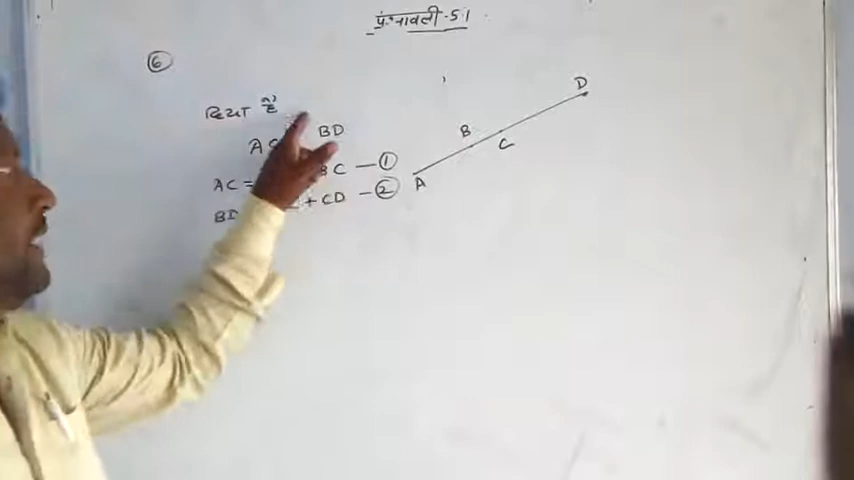 प्रश्नावली-5.1
6
दिया है
AC BD
AC= BC — 1
BD + CD — 2
A B C D